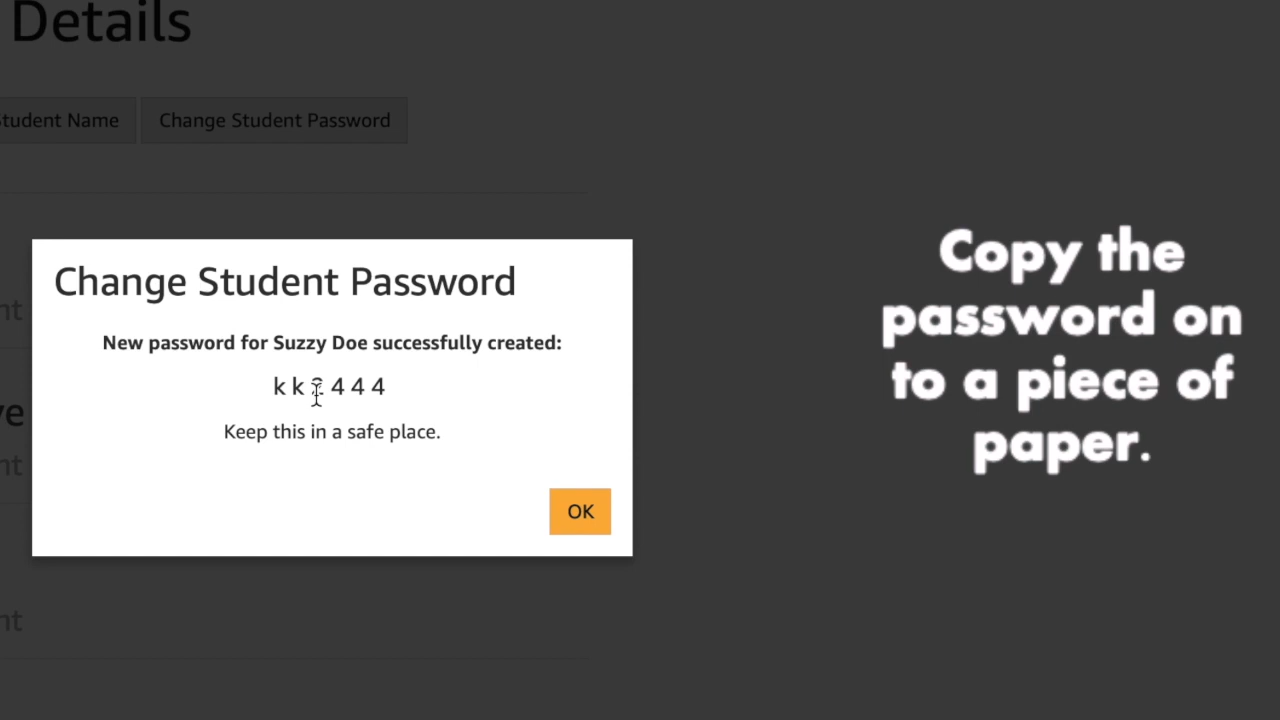 Details
Student Name
Change Student Password
Change Student Password
New password for Suzzy Doe successfully created:
k k 4 4 4
Keep this in a safe place.
OK
Copy the
password on
to a piece of
paper.